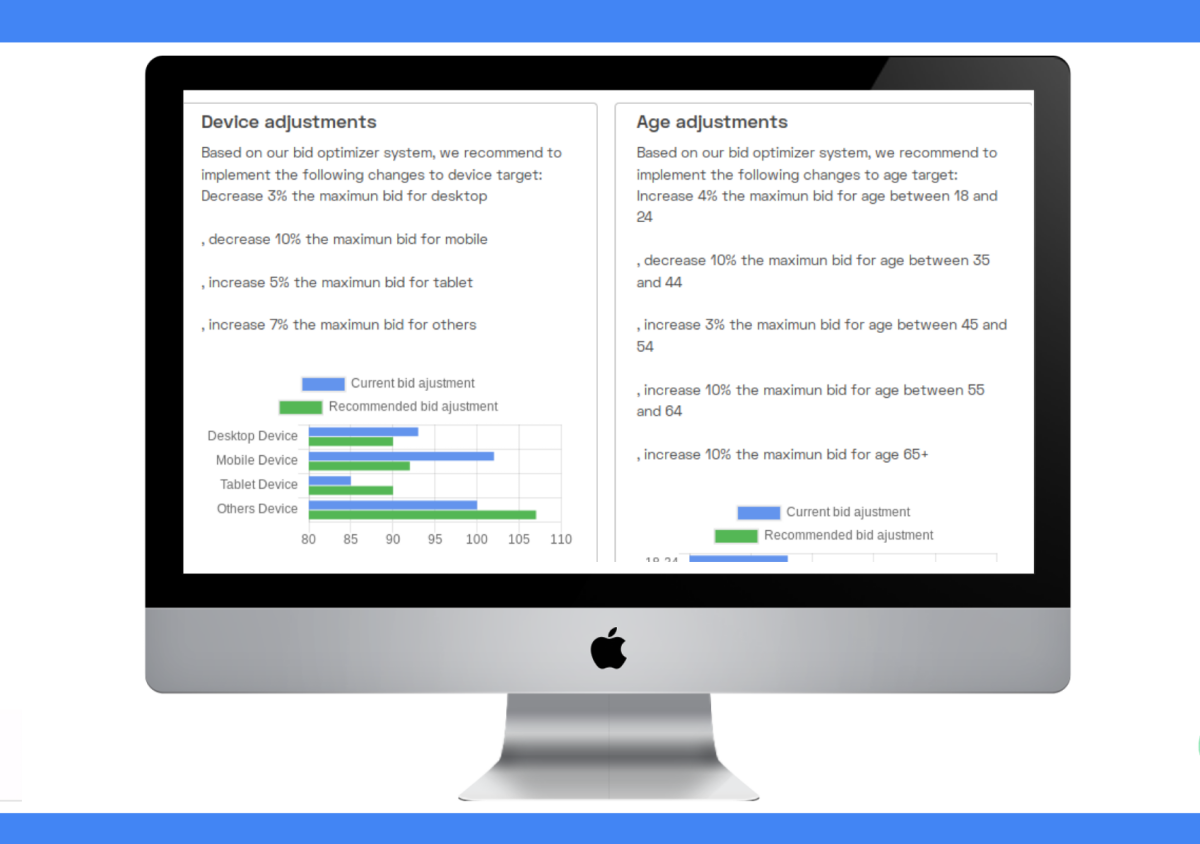 Device adjustments
Based on our bid optimizer system, we recommend to
implement the following changes to device target:
Decrease 3% the maximun bid for desktop
, decrease 10% the maximun bid for mobile
, increase 5% the maximun bid for tablet
, increase 7% the maximun bid for others
Current bid ajustment
Recommended bid ajustment
Desktop Device
Mobile Device
Tablet Device
Others Device
80 85 90 95 100 105 110
Age adjustments
Based on our bid optimizer system, we recommend to
implement the following changes to age target:
Increase 4% the maximun bid for age between 18 and
24
, decrease 10% the maximun bid for age between 35
and 44
, increase 3% the maximun bid for age between 45 and
54
, increase 10% the maximun bid for age between 55
and 64
, increase 10% the maximun bid for age 65+
Current bid ajustment
Recommended bid ajustment
18-24